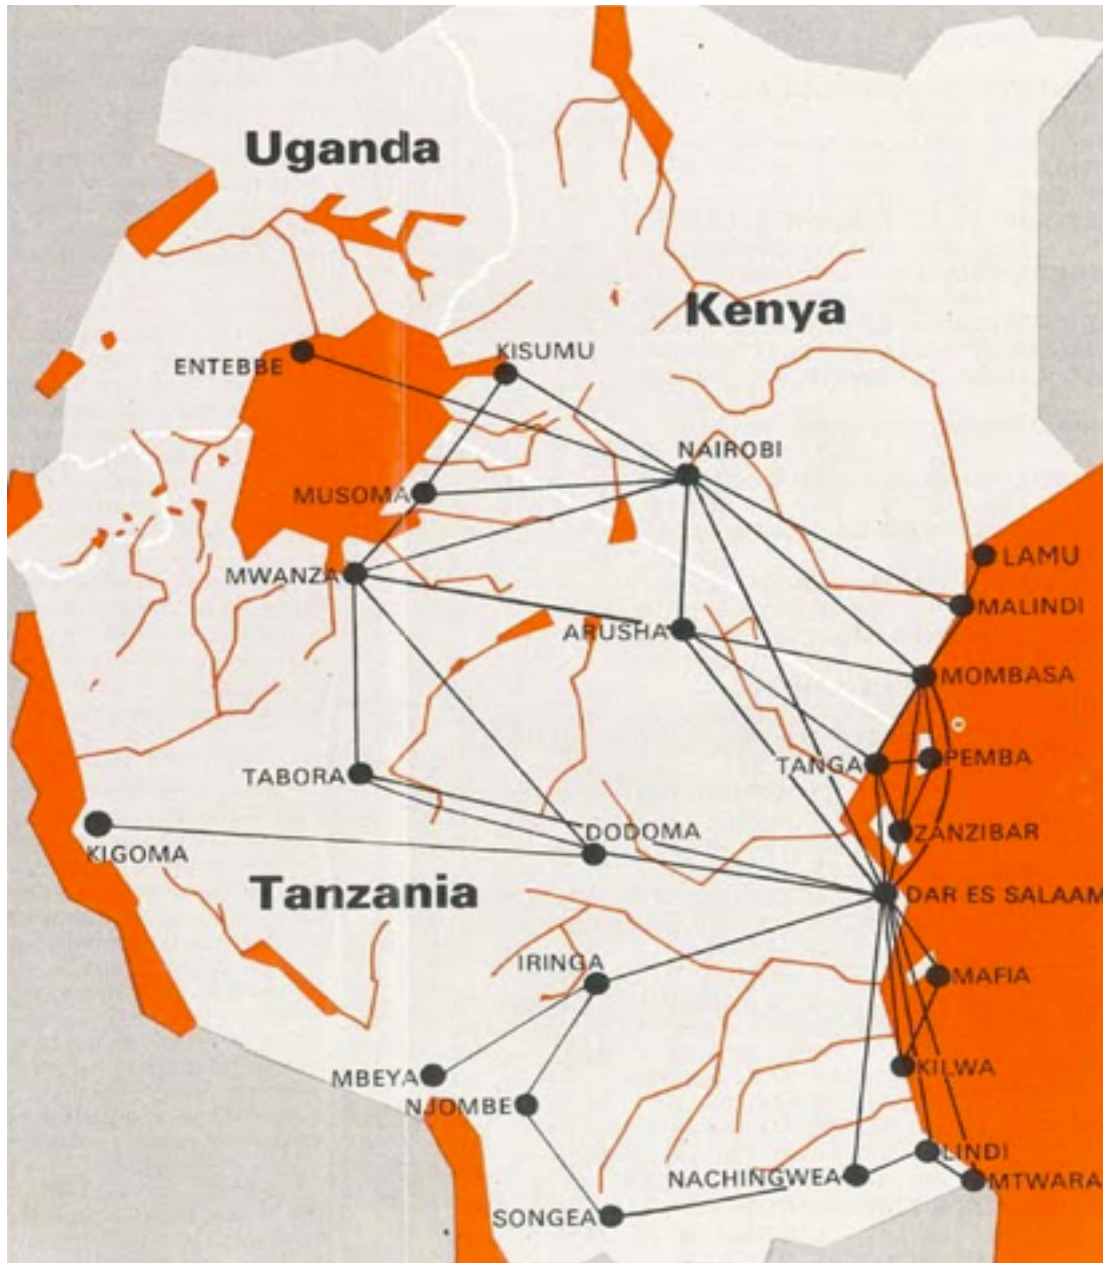 Uganda
Kenya
ENTEBBE
KISUMU
NAIROBI
MUSOMA
MWANZA
LAMU
MALINDI
ARUSHA
MOMBASA
TANGA
PEMBA
TABORA
DODOMA
ZANZIBAR
KIGOMA
Tanzania
DAR ES SALAAM
IRINGA
MAFIA
MBEYA
KILWA
NJOMBE
LINDI
NACHINGWEA
MTWARA
SONGEA